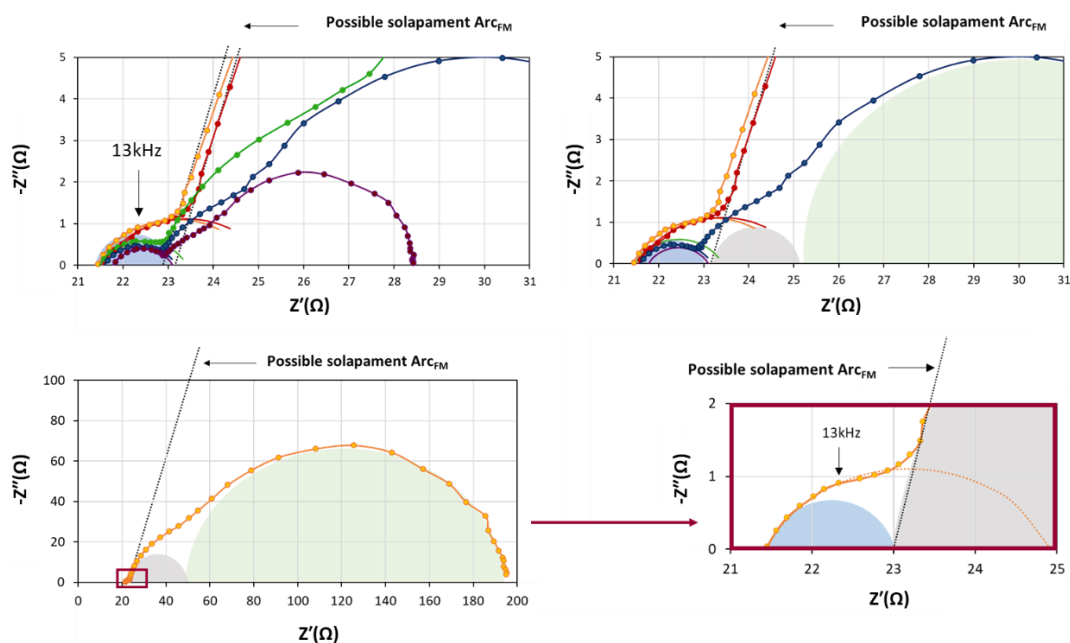 Possible solapament ArcFM
5
4
3
2
1
0
-Z″(Ω)
13kHz
21 22 23 24 25 26 27 28 29 30 31
Z′(Ω)
Possible solapament ArcFM
5
4
3
2
1
0
-Z″(Ω)
21 22 23 24 25 26 27 28 29 30 31
Z′(Ω)
Possible solapament ArcFM
100
80
60
40
20
0
-Z″(Ω)
0 20 40 60 80 100 120 140 160 180 200
Z′(Ω)
Possible solapament ArcFM
2
1
0
-Z″(Ω)
13kHz
21 22 23 24 25
Z′(Ω)